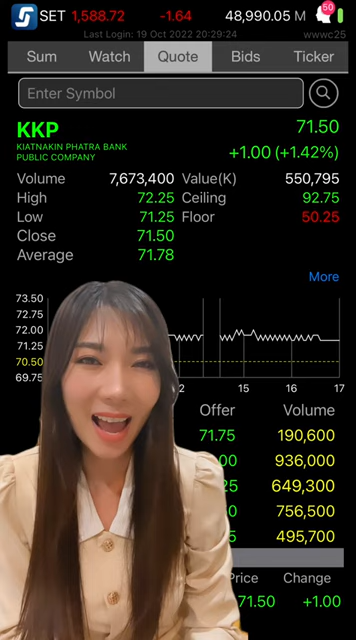 SET 1,588.72 -1.64 48,990.05 M 50
Last Login: 19 Oct 2022 20:29:24 wwwc25
Sum Watch Quote Bids Ticker
Enter Symbol
KKP 71.50
KIATNAKIN PHATRA BANK
PUBLIC COMPANY
+1.00 (+1.42%)
Volume 7,673,400 Value(K) 550,795
High 72.25 Ceiling 92.75
Low 71.25 Floor 50.25
Close 71.50
Average 71.78
More
73.50
72.75
72.00
71.25
70.50
69.75
2 15 16 17
Offer Volume
71.75 190,600
00 936,000
25 649,300
0 756,500
5 495,700
Price Change
71.50 +1.00